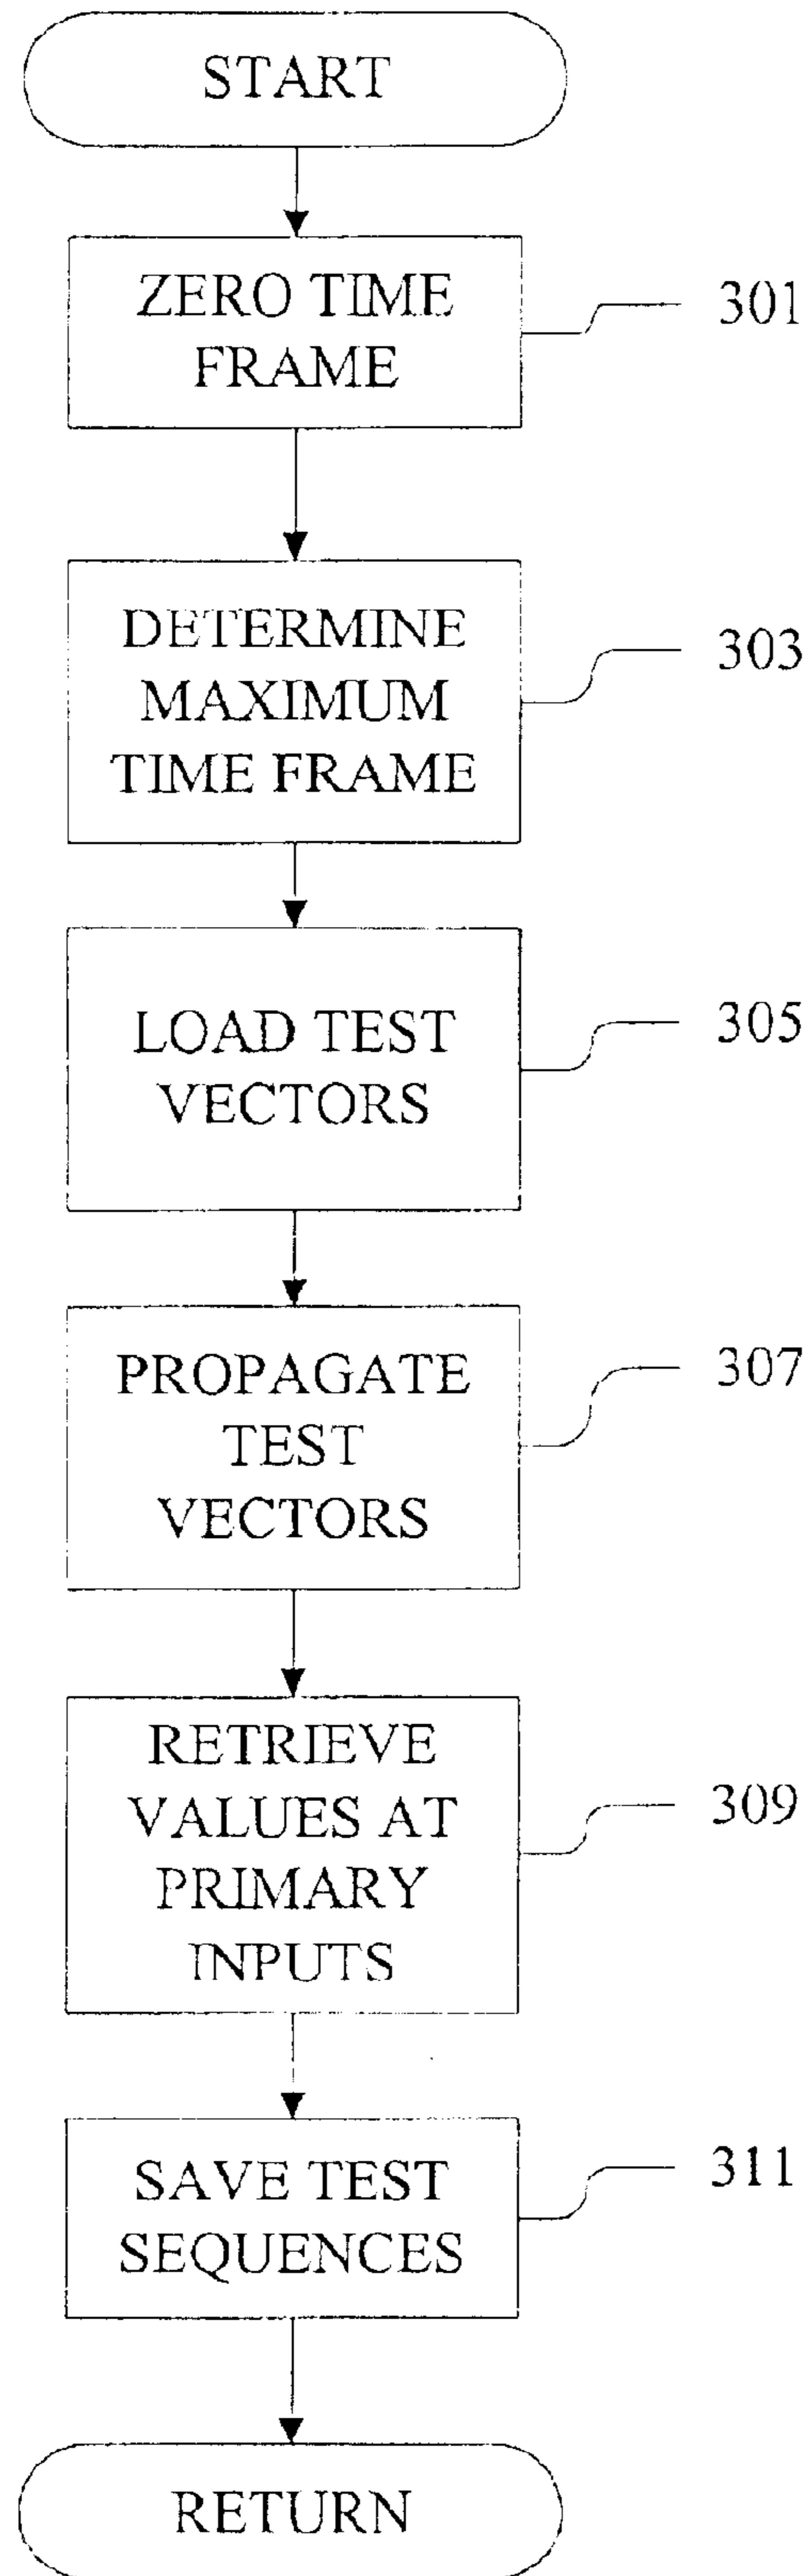 START
ZERO TIME
FRAME
301
DETERMINE
MAXIMUM
TIME FRAME
303
LOAD TEST
VECTORS
305
PROPAGATE
TEST
VECTORS
307
RETRIEVE
VALUES AT
PRIMARY
INPUTS
309
SAVE TEST
SEQUENCES
311
RETURN